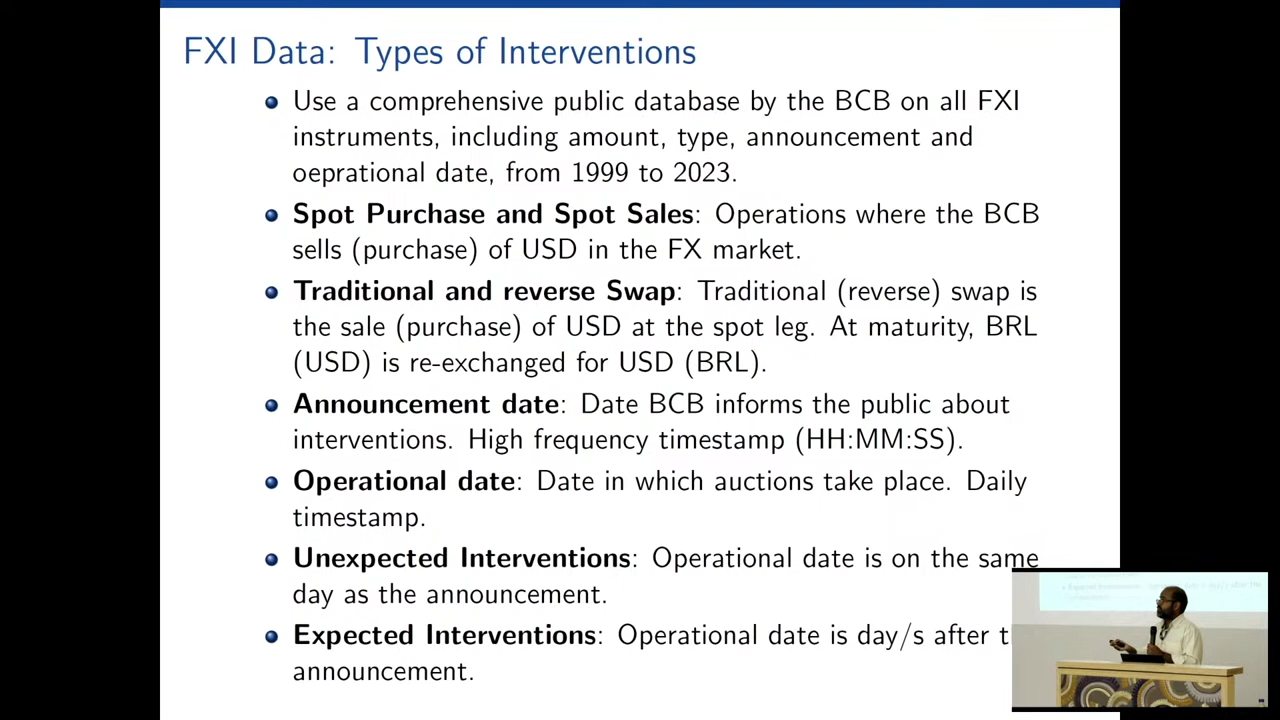 FXI Data: Types of Interventions
Use a comprehensive public database by the BCB on all FXI
instruments, including amount, type, announcement and
oeprational date, from 1999 to 2023.
Spot Purchase and Spot Sales: Operations where the BCB
sells (purchase) of USD in the FX market.
Traditional and reverse Swap: Traditional (reverse) swap is
the sale (purchase) of USD at the spot leg. At maturity, BRL
(USD) is re-exchanged for USD (BRL).
Announcement date: Date BCB informs the public about
interventions. High frequency timestamp (HH:MM:SS).
Operational date: Date in which auctions take place. Daily
timestamp.
Unexpected Interventions: Operational date is on the same
day as the announcement.
Expected Interventions: Operational date is day/s after
announcement.